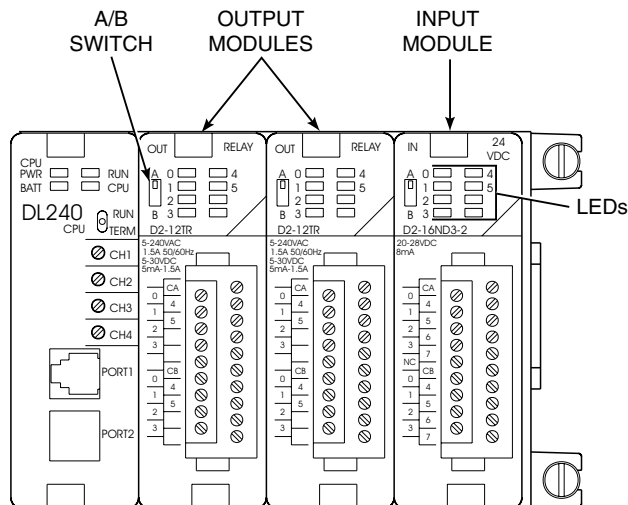 A/B
SWITCH
OUTPUT
MODULES
INPUT
MODULE
LEDs
CPU
PWR
BATT
RUN
CPU
DL240
CPU
RUN
TERM
CH1
CH2
CH3
CH4
PORT1
PORT2
OUT
RELAY
A 0 4
1 5
2
B 3
D2-12TR
5-240VAC
1.5A 50/60Hz
5-30VDC
5mA-1.5A
CA
0
4
1
5
2
3
CB
0
4
1
5
2
3
OUT
RELAY
A 0 4
1 5
2
B 3
D2-12TR
5-240VAC
1.5A 50/60Hz
5-30VDC
5mA-1.5A
CA
0
4
1
5
2
3
CB
0
4
1
5
2
3
IN
24
VDC
A 0 4
1 5
2
B 3
D2-16ND3-2
20-28VDC
8mA
CA
0
4
1
5
2
6
3
7
NC
CB
0
4
1
5
2
6
3
7